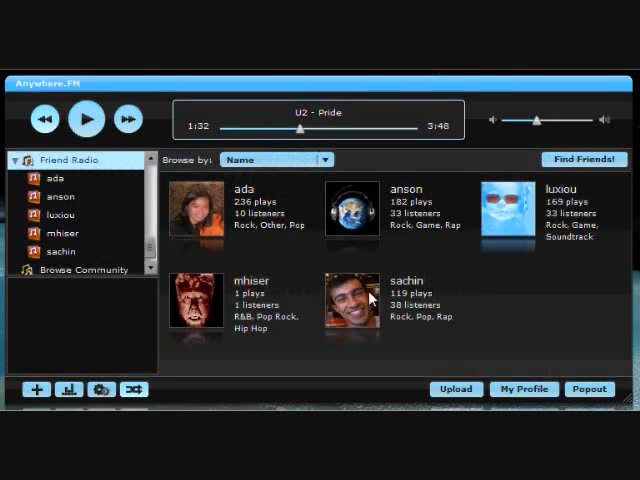 Anywhere.FM
U2 - Pride
1:32
3:48
Friend Radio
ada
anson
luxiou
mhiser
sachin
Browse Community
Browse by:
Name
Find Friends!
ada
236 plays
10 listeners
Rock, Other, Pop
anson
182 plays
33 listeners
Rock, Game, Rap
luxiou
169 plays
33 listeners
Rock, Game,
Soundtrack
mhiser
1 plays
1 listeners
R&B, Pop Rock,
Hip Hop
sachin
119 plays
38 listeners
Rock, Pop, Rap
Upload
My Profile
Popout